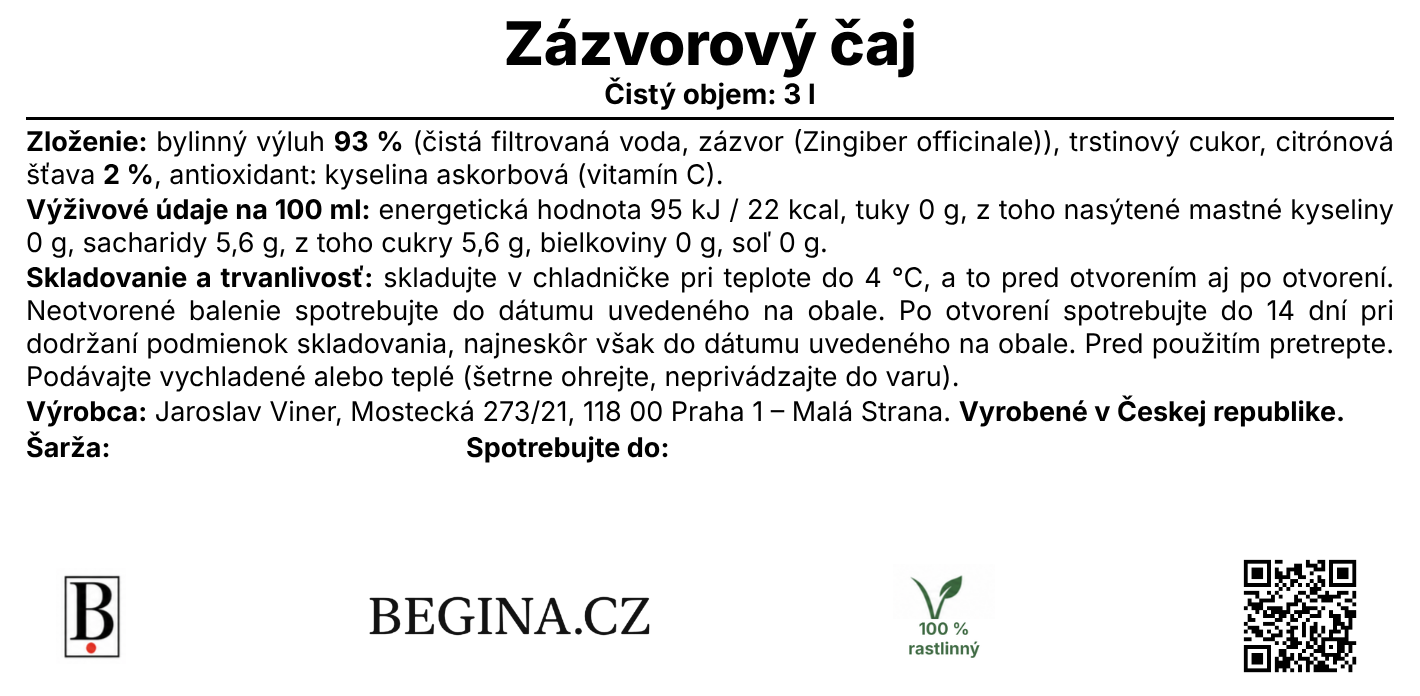 Zázvorový čaj
Čistý objem: 3 l
Zloženie: bylinný výluh 93 % (čistá filtrovaná voda, zázvor (Zingiber officinale)), trstinový cukor, citrónová
šťava 2 %, antioxidant: kyselina askorbová (vitamín C).
Výživové údaje na 100 ml: energetická hodnota 95 kJ / 22 kcal, tuky 0 g, z toho nasýtené mastné kyseliny
0 g, sacharidy 5,6 g, z toho cukry 5,6 g, bielkoviny 0 g, soľ 0 g.
Skladovanie a trvanlivosť: skladujte v chladničke pri teplote do 4 °C, a to pred otvorením aj po otvorení.
Neotvorené balenie spotrebujte do dátumu uvedeného na obale. Po otvorení spotrebujte do 14 dní pri
dodržaní podmienok skladovania, najneskôr však do dátumu uvedeného na obale. Pred použitím pretrepte.
Podávajte vychladené alebo teplé (šetrne ohrejte, neprivádzajte do varu).
Výrobca: Jaroslav Viner, Mostecká 273/21, 118 00 Praha 1 – Malá Strana. Vyrobené v Českej republike.
Šarža: Spotrebujte do:
B BEGINA.CZ
100 %
rastlinný